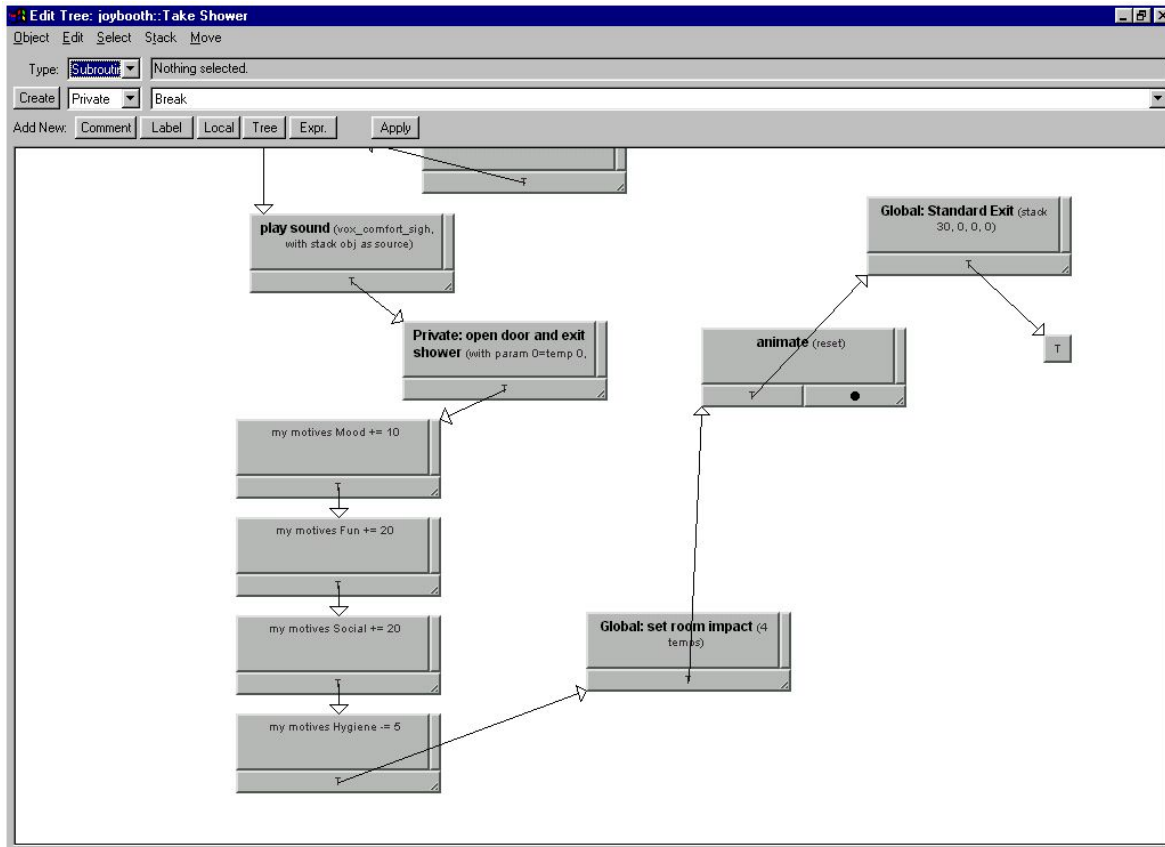 Edit Tree: joybooth::Take Shower
Object Edit Select Stack Move
Type: Subroutin Nothing selected.
Create Private Break
Add New: Comment Label Local Tree Expr. Apply
T
play sound (vox_comfort_sigh,
with stack obj as source)
T
Global: Standard Exit (stack
30, 0, 0, 0)
T
Private: open door and exit
shower (with param 0=temp 0,
T
animate (reset)
T
T
my motives Mood += 10
T
my motives Fun += 20
T
my motives Social += 20
T
Global: set room impact (4
temps)
T
my motives Hygiene -= 5
T